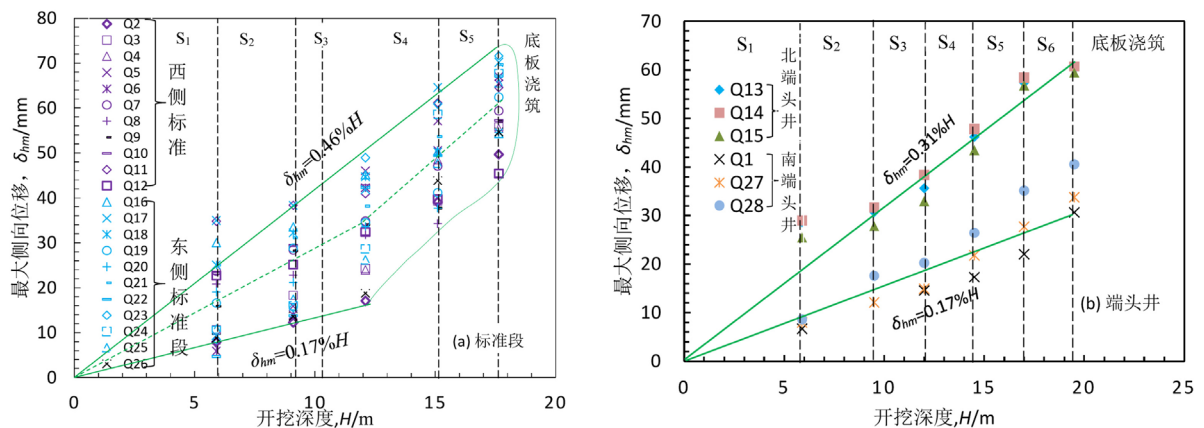 80
70
60
50
40
30
20
10
0
最大侧向位移，δhm/mm
Q2
Q3
Q4
Q5
Q6
Q7
Q8
Q9
Q10
Q11
Q12
Q16
Q17
Q18
Q19
Q20
Q21
Q22
Q23
Q24
Q25
Q26
西侧标准
东侧标准段
S1
S2
S3
S4
S5
底板浇筑
δhm=0.46%H
δhm=0.17%H
(a) 标准段
0
5
10
15
20
开挖深度,H/m
70
60
50
40
30
20
10
0
最大侧向位移，δhm/mm
S1
S2
S3
S4
S5
S6
底板浇筑
Q13
Q14
Q15
Q1
Q27
Q28
北端头井
南端头井
δhm=0.31%H
δhm=0.17%H
(b) 端头井
0
5
10
15
20
25
开挖深度,H/m